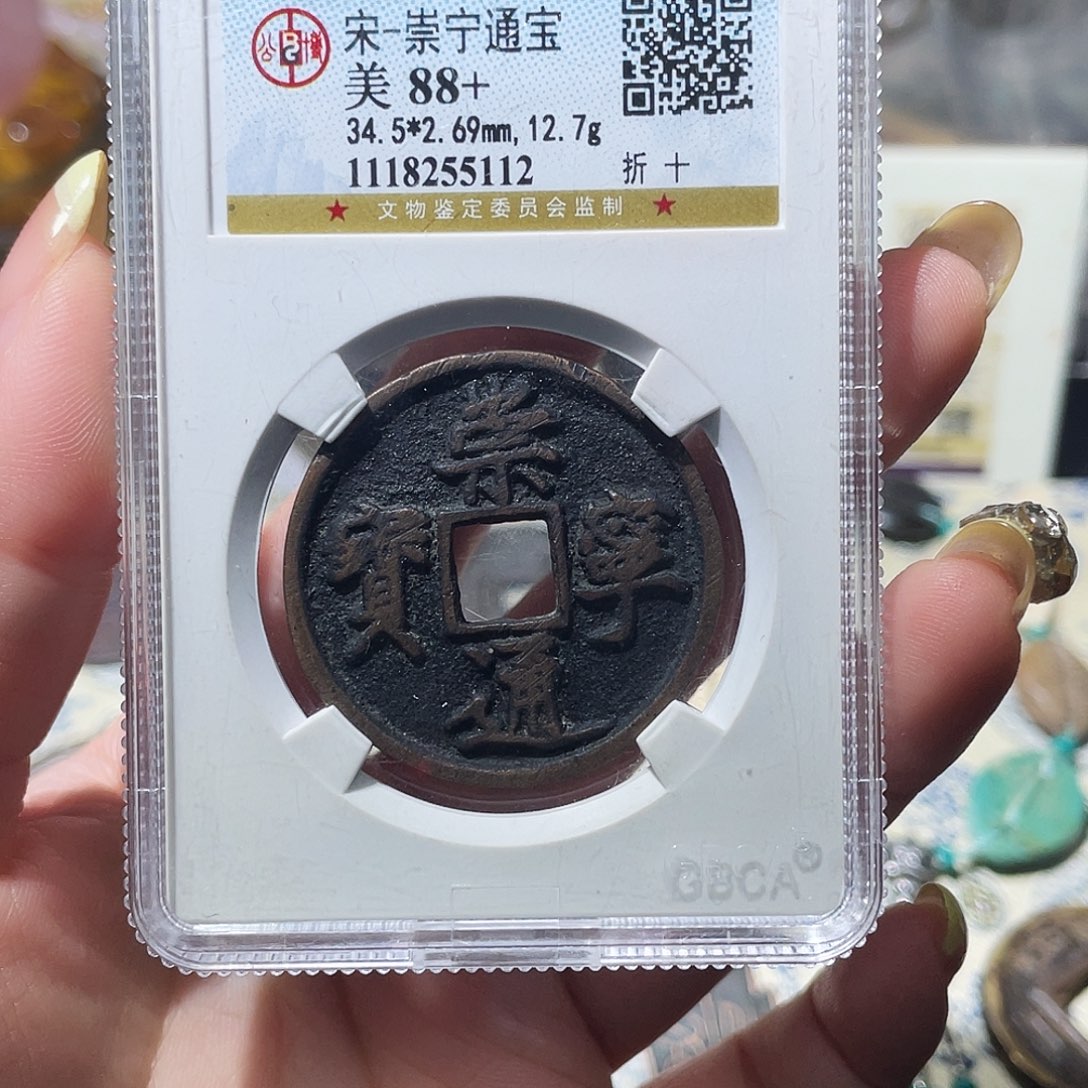 宋-崇宁通宝
美 88+
34.5*2.69mm,12.7g
1118255112 折十
★ 文物鉴定委员会监制 ★
崇
寧
通
寳
GBCA®